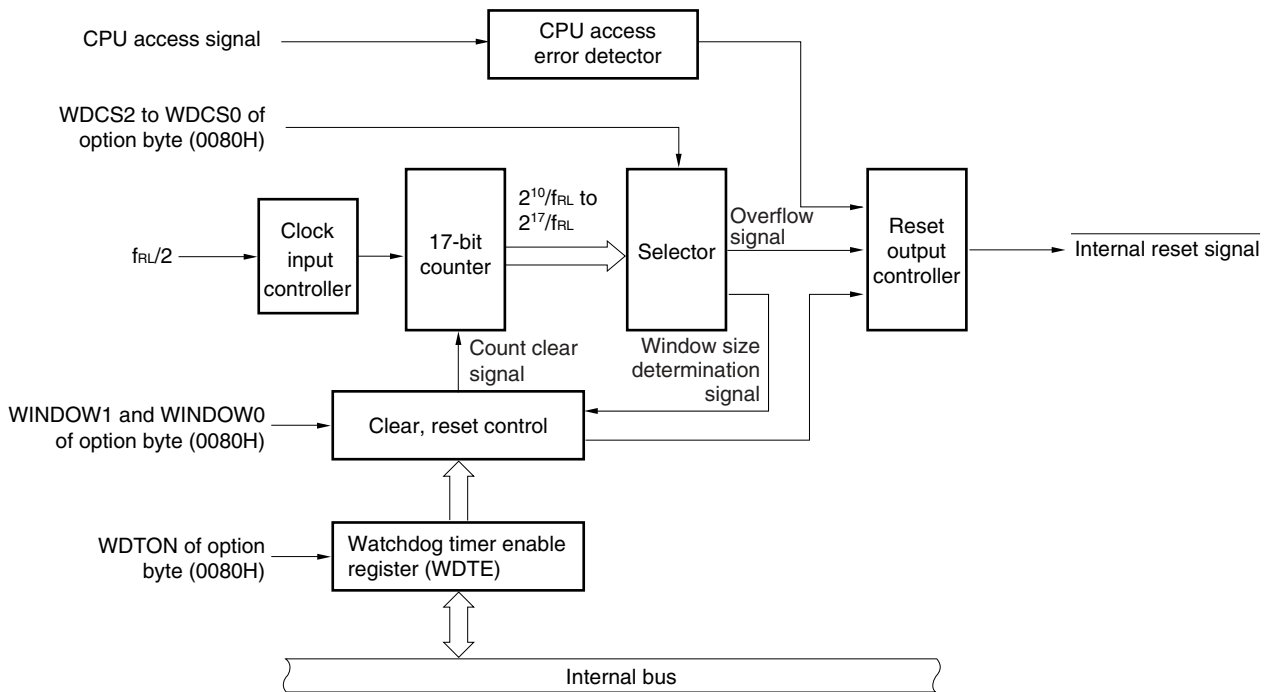 CPU access signal
CPU access
error detector
WDCS2 to WDCS0 of
option byte (0080H)
fRL/2
Clock
input
controller
17-bit
counter
2¹⁰/fRL to
2¹⁷/fRL
Selector
Overflow
signal
Reset
output
controller
Internal reset signal
Count clear
signal
Window size
determination
signal
WINDOW1 and WINDOW0
of option byte (0080H)
Clear, reset control
WDTON of option
byte (0080H)
Watchdog timer enable
register (WDTE)
Internal bus